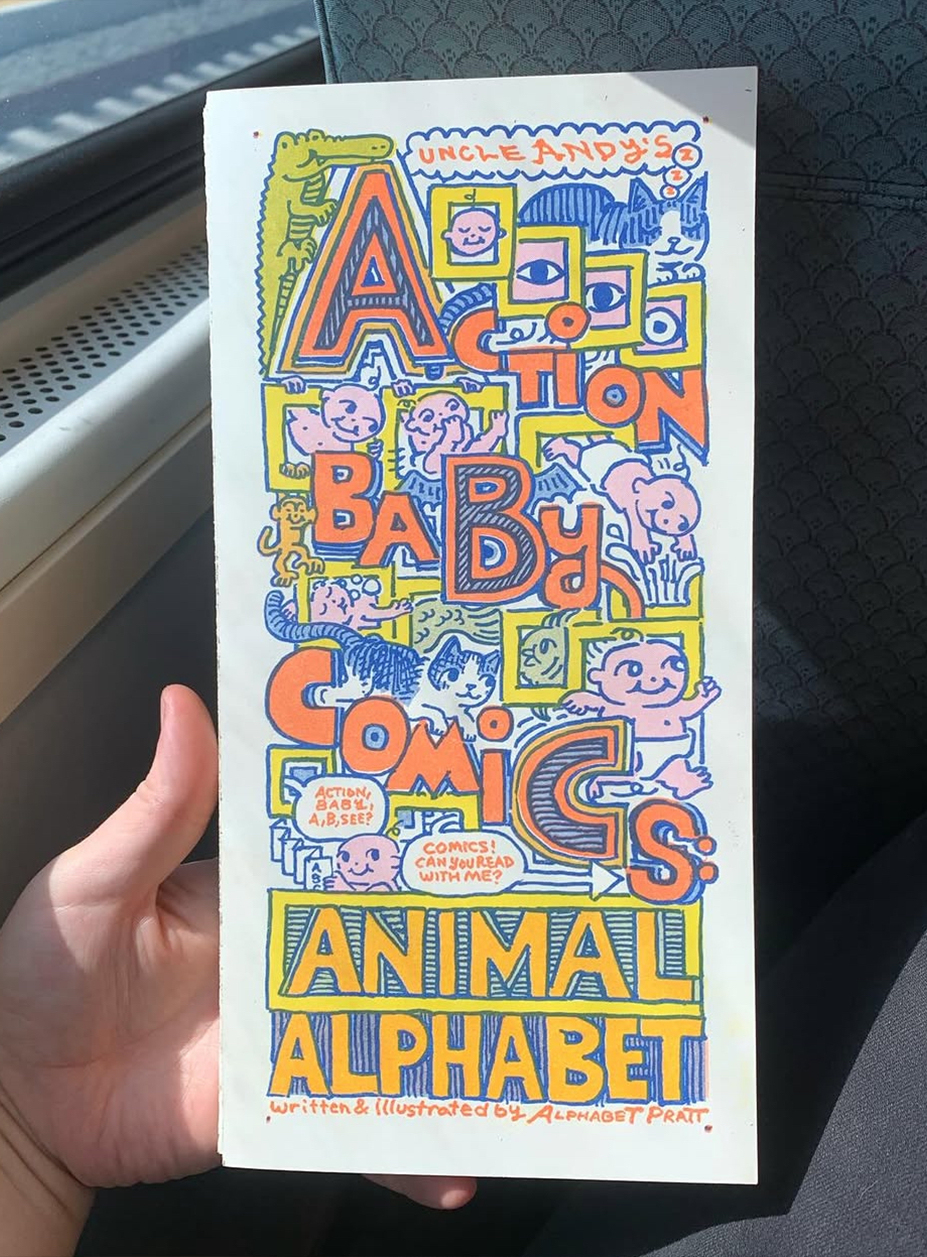 UNCLE ANDY'S
Z
Z
Z
ACTION
BABY
COMICS:
ACTION,
BABY,
A, B, SEE?
COMICS!
CAN YOU READ
WITH ME?
ABC
ANIMAL
ALPHABET
written & illustrated by ALPHABET PRATT